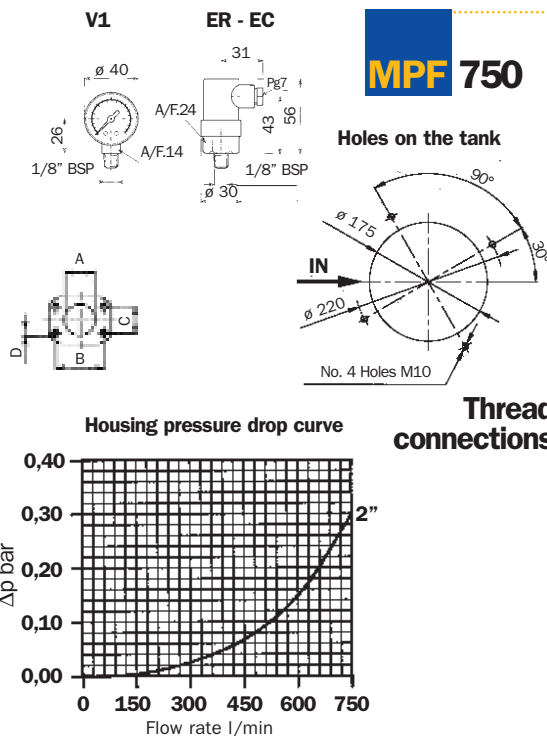 V1
ER - EC
MPF 750
ø 40
26
A/F.14
1/8” BSP
31
Pg7
A/F.24
43
56
1/8” BSP
ø 30
Holes on the tank
90°
30°
ø 175
IN
ø 220
No. 4 Holes M10
A
C
D
B
Thread
connections
Housing pressure drop curve
0,40
0,30
0,20
0,10
0,00
Δp bar
2”
0 150 300 450 600 750
Flow rate l/min